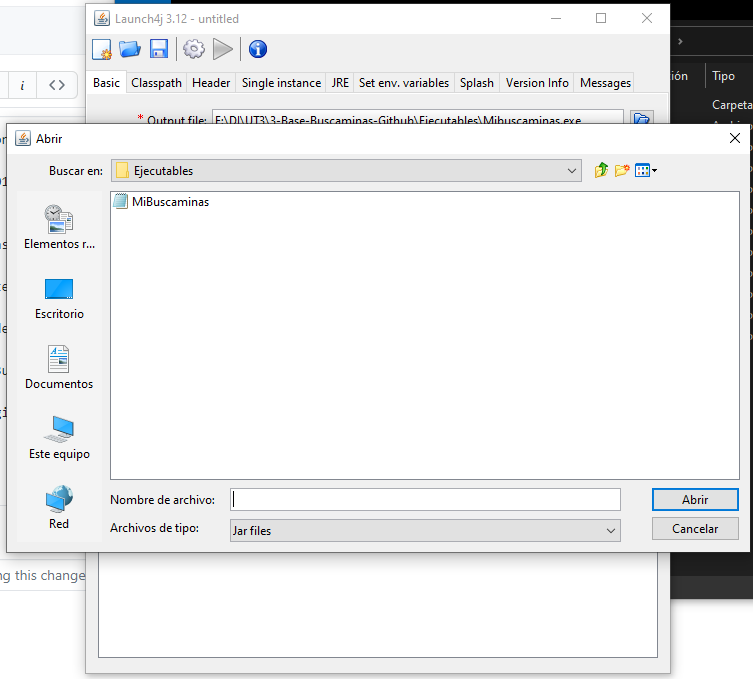 Launch4j 3.12 - untitled
Basic Classpath Header Single instance JRE Set env. variables Splash Version Info Messages
* Output file: F:\DI\UT3\3-Base-Buscaminas-Github\Ejecutables\Mibuscaminas.exe
ión Tipo
Carpeta
Abrir
Buscar en: Ejecutables
MiBuscaminas
Elementos r...
Escritorio
Documentos
Este equipo
Red
Nombre de archivo: Abrir
Archivos de tipo: Jar files Cancelar
ng this change